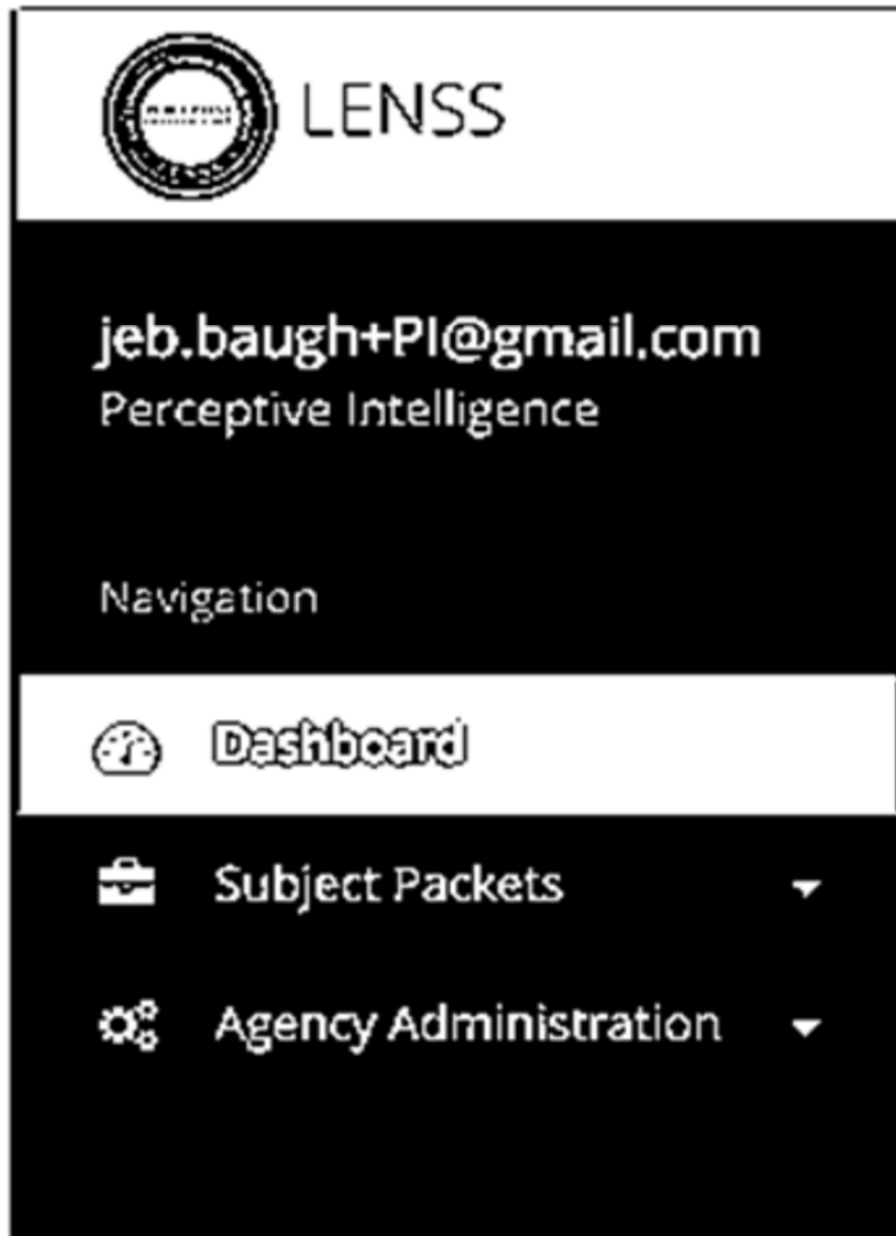 LENSS
jeb.baugh+PI@gmail.com
Perceptive Intelligence
Navigation
Dashboard
Subject Packets
Agency Administration